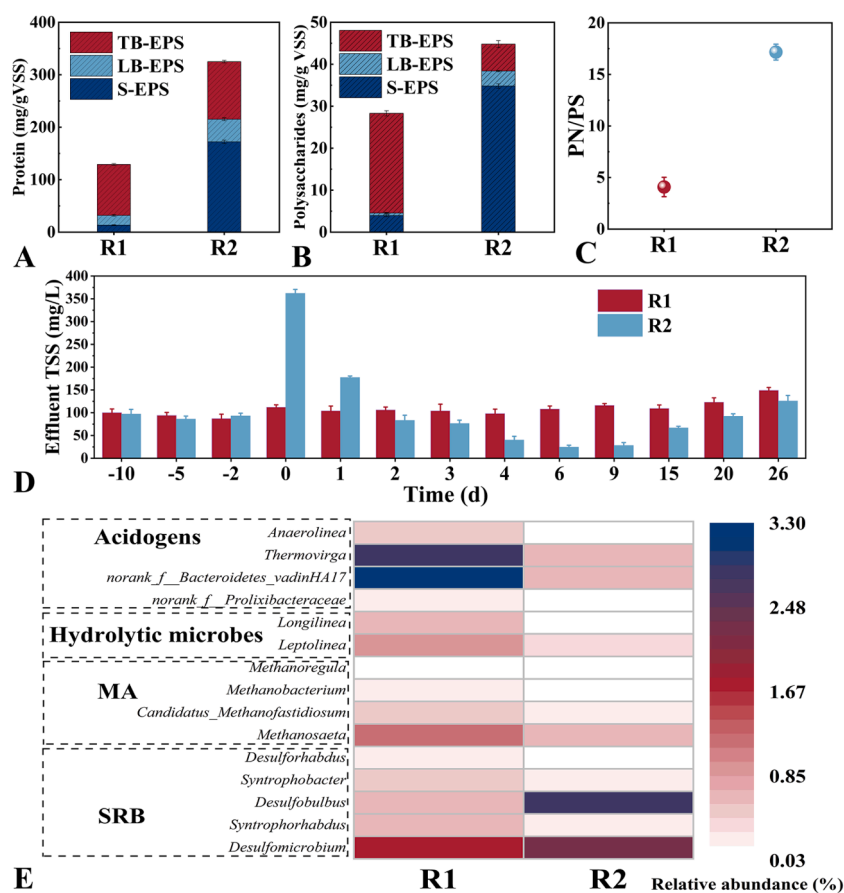 400
300
200
100
0
Protein (mg/gVSS)
TB-EPS
LB-EPS
S-EPS
R1
R2
A
50
40
30
20
10
0
Polysaccharides (mg/g VSS)
TB-EPS
LB-EPS
S-EPS
R1
R2
B
20
15
10
5
0
PN/PS
R1
R2
C
400
350
300
250
200
150
100
50
0
Effluent TSS (mg/L)
R1
R2
-10 -5 -2 0 1 2 3 4 6 9 15 20 26
Time (d)
D
Acidogens
Anaerolinea
Thermovirga
norank_f__Bacteroidetes_vadinHA17
norank_f__Prolixibacteraceae
Hydrolytic microbes
Longilinea
Leptolinea
MA
Methanoregula
Methanobacterium
Candidatus_Methanofastidiosum
Methanosaeta
SRB
Desulforhabdus
Syntrophobacter
Desulfobulbus
Syntrophorhabdus
Desulfomicrobium
3.30
2.48
1.67
0.85
0.03
E
R1
R2
Relative abundance (%)